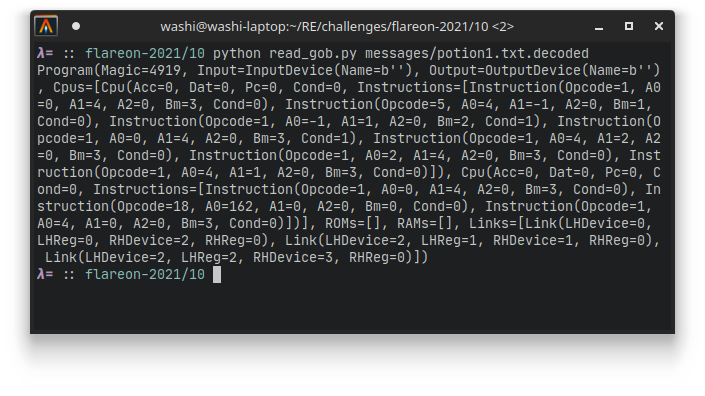 washi@washi-laptop:~/RE/challenges/flareon-2021/10 <2>
λ= :: flareon-2021/10 python read_gob.py messages/potion1.txt.decoded
Program(Magic=4919, Input=InputDevice(Name=b''), Output=OutputDevice(Name=b'')
, Cpus=[Cpu(Acc=0, Dat=0, Pc=0, Cond=0, Instructions=[Instruction(Opcode=1, A0
=0, A1=4, A2=0, Bm=3, Cond=0), Instruction(Opcode=5, A0=4, A1=-1, A2=0, Bm=1,
Cond=0), Instruction(Opcode=1, A0=-1, A1=1, A2=0, Bm=2, Cond=1), Instruction(O
pcode=1, A0=0, A1=4, A2=0, Bm=3, Cond=1), Instruction(Opcode=1, A0=4, A1=2, A2
=0, Bm=3, Cond=0), Instruction(Opcode=1, A0=2, A1=4, A2=0, Bm=3, Cond=0), Inst
ruction(Opcode=1, A0=4, A1=1, A2=0, Bm=3, Cond=0)]), Cpu(Acc=0, Dat=0, Pc=0, C
ond=0, Instructions=[Instruction(Opcode=1, A0=0, A1=4, A2=0, Bm=3, Cond=0), In
struction(Opcode=18, A0=162, A1=0, A2=0, Bm=0, Cond=0), Instruction(Opcode=1,
A0=4, A1=0, A2=0, Bm=3, Cond=0)])], ROMs=[], RAMs=[], Links=[Link(LHDevice=0,
LHReg=0, RHDevice=2, RHReg=0), Link(LHDevice=2, LHReg=1, RHDevice=1, RHReg=0),
 Link(LHDevice=2, LHReg=2, RHDevice=3, RHReg=0)])
λ= :: flareon-2021/10